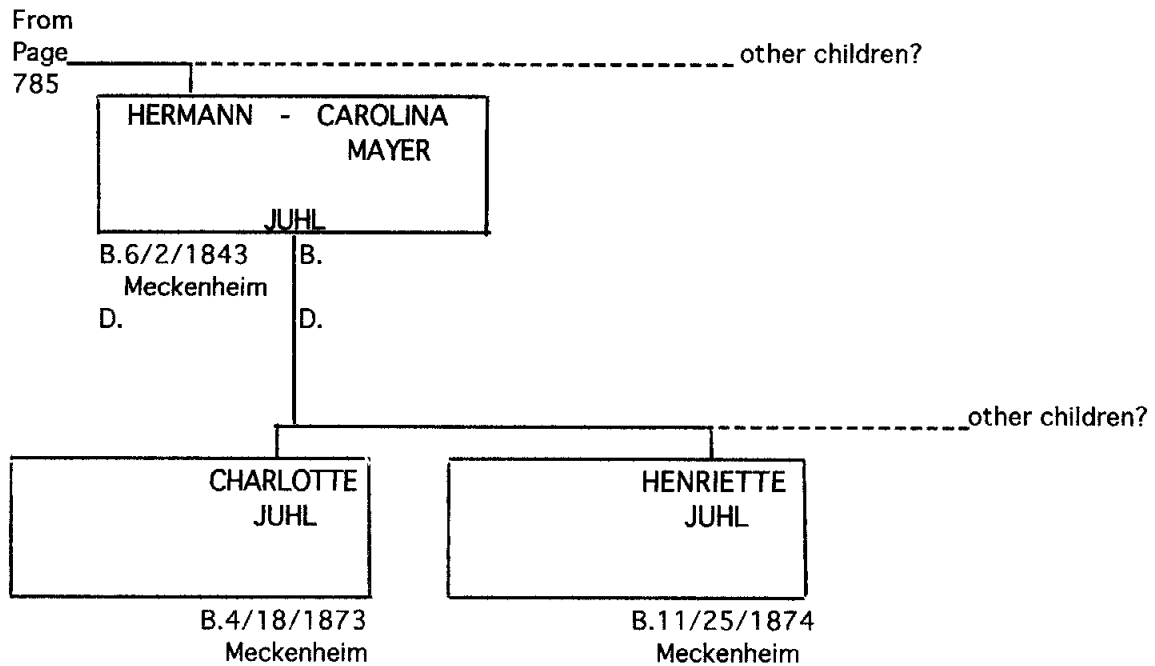 From
Page
785
other children?
HERMANN - CAROLINA
MAYER
JUHL
B.6/2/1843
Meckenheim
D.
B.
D.
other children?
CHARLOTTE
JUHL
B.4/18/1873
Meckenheim
HENRIETTE
JUHL
B.11/25/1874
Meckenheim